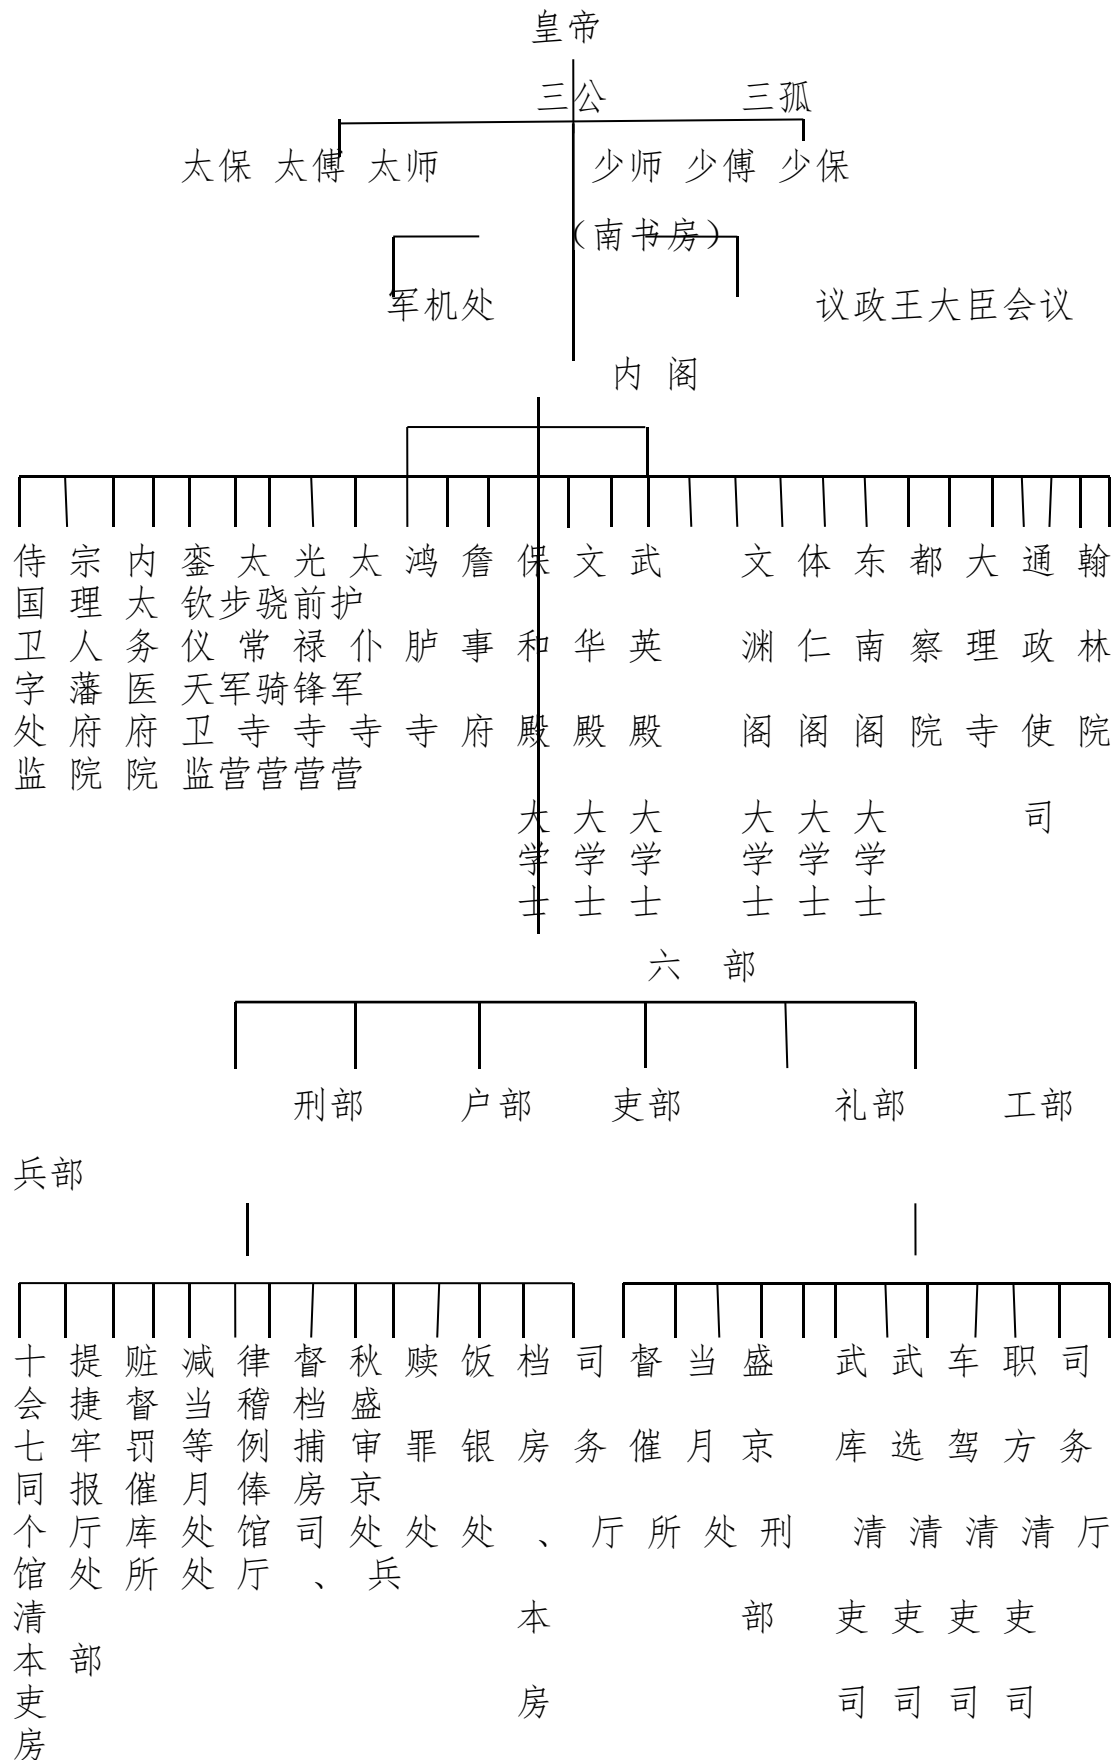 皇帝
三公 三孤
太保 太傅 太师 少师 少傅 少保
（南书房）
军机处 议政王大臣会议
内 阁
侍 宗 内 銮 太 光 太 鸿 詹 保 文 武 文 体 东 都 大 通 翰
国 理 太 钦步骁前护
卫 人 务 仪 常 禄 仆 胪 事 和 华 英 渊 仁 南 察 理 政 林
字 藩 医 天军骑锋军
处 府 府 卫 寺 寺 寺 寺 府 殿 殿 殿 阁 阁 阁 院 寺 使 院
监 院 院 监营营营营
大 大 大 大 大 大 司
学 学 学 学 学 学
士 士 士 士 士 士
六 部
刑部 户部 吏部 礼部 工部
兵部
十 提 赃 减 律 督 秋 赎 饭 档 司 督 当 盛 武 武 车 职 司
会 捷 督 当 稽 档 盛
七 牢 罚 等 例 捕 审 罪 银 房 务 催 月 京 库 选 驾 方 务
同 报 催 月 俸 房 京
个 厅 库 处 馆 司 处 处 处 、 厅 所 处 刑 清 清 清 清 厅
馆 处 所 处 厅 、 兵
清 本 部 吏 吏 吏 吏
本 部
吏 房 司 司 司 司
房